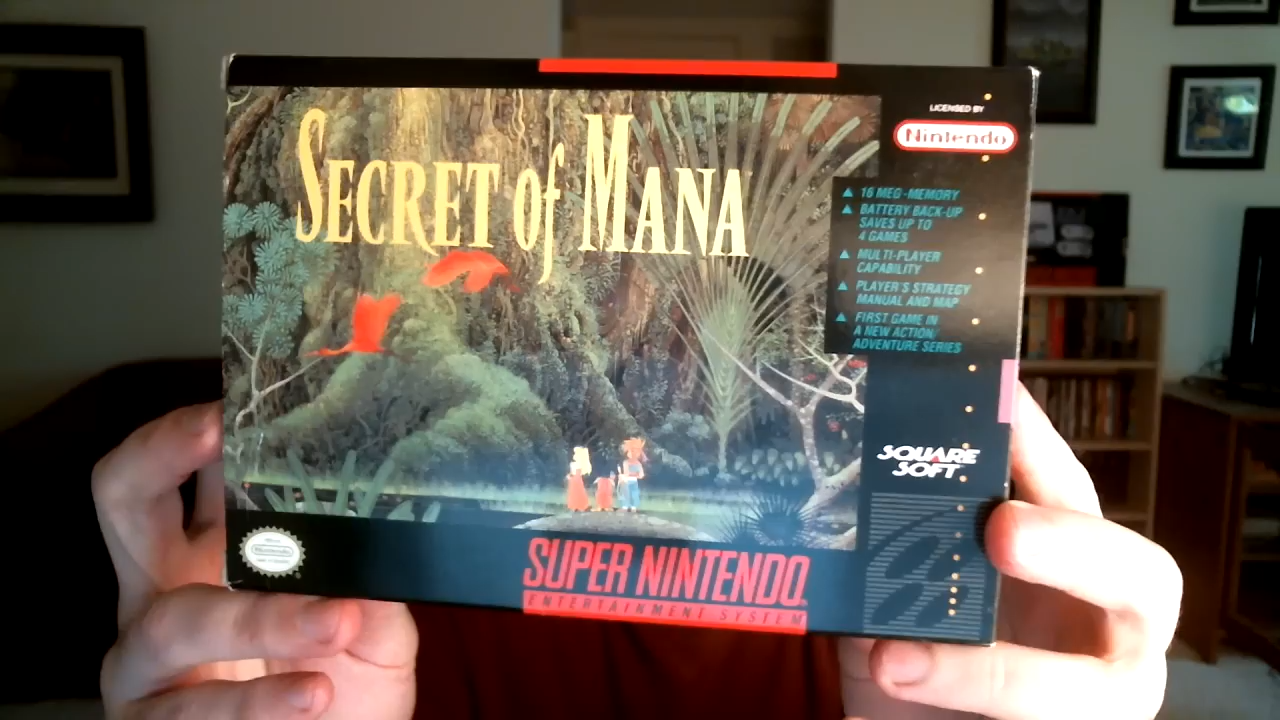 SECRET of MANA
LICENSED BY
Nintendo
16 MEG-MEMORY
BATTERY BACK-UP
SAVES UP TO
4 GAMES
MULTI-PLAYER
CAPABILITY
PLAYER'S STRATEGY
MANUAL AND MAP
FIRST GAME IN
A NEW ACTION/
ADVENTURE SERIES
SQUARE
SOFT
Nintendo
SUPER NINTENDO
ENTERTAINMENT SYSTEM